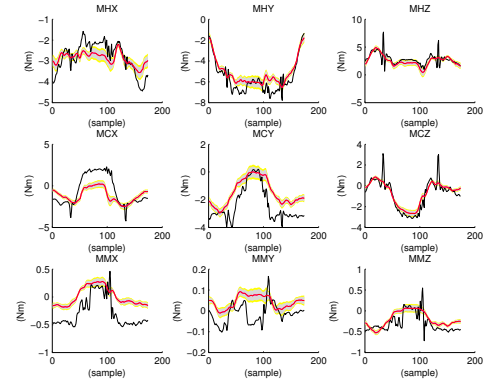 MHX MHY MHZ
(Nm) -1 -2 -3 -4 -5 0 100 200 (sample)
(Nm) 0 -2 -4 -6 -8 0 100 200 (sample)
(Nm) 10 5 0 -5 0 100 200 (sample)
MCX MCY MCZ
(Nm) 5 0 -5 0 100 200 (sample)
(Nm) 2 0 -2 -4 0 100 200 (sample)
(Nm) 4 2 0 -2 -4 0 100 200 (sample)
MMX MMY MMZ
(Nm) 0.5 0 -0.5 -1 0 100 200 (sample)
(Nm) 0.2 0.1 0 0.1 0.2 0 100 200 (sample)
(Nm) 1 0.5 0 -0.5 -1 0 100 200 (sample)